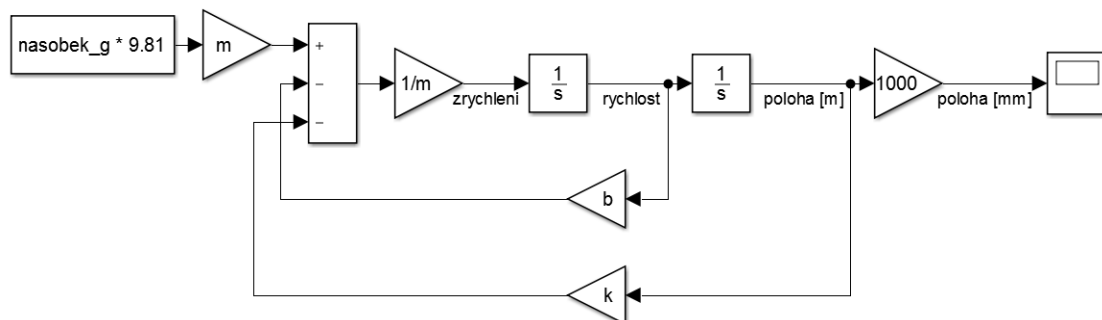 nasobek_g * 9.81
m
+
−
−
1/m
zrychleni
1
s
rychlost
1
s
poloha [m]
1000
poloha [mm]
b
k